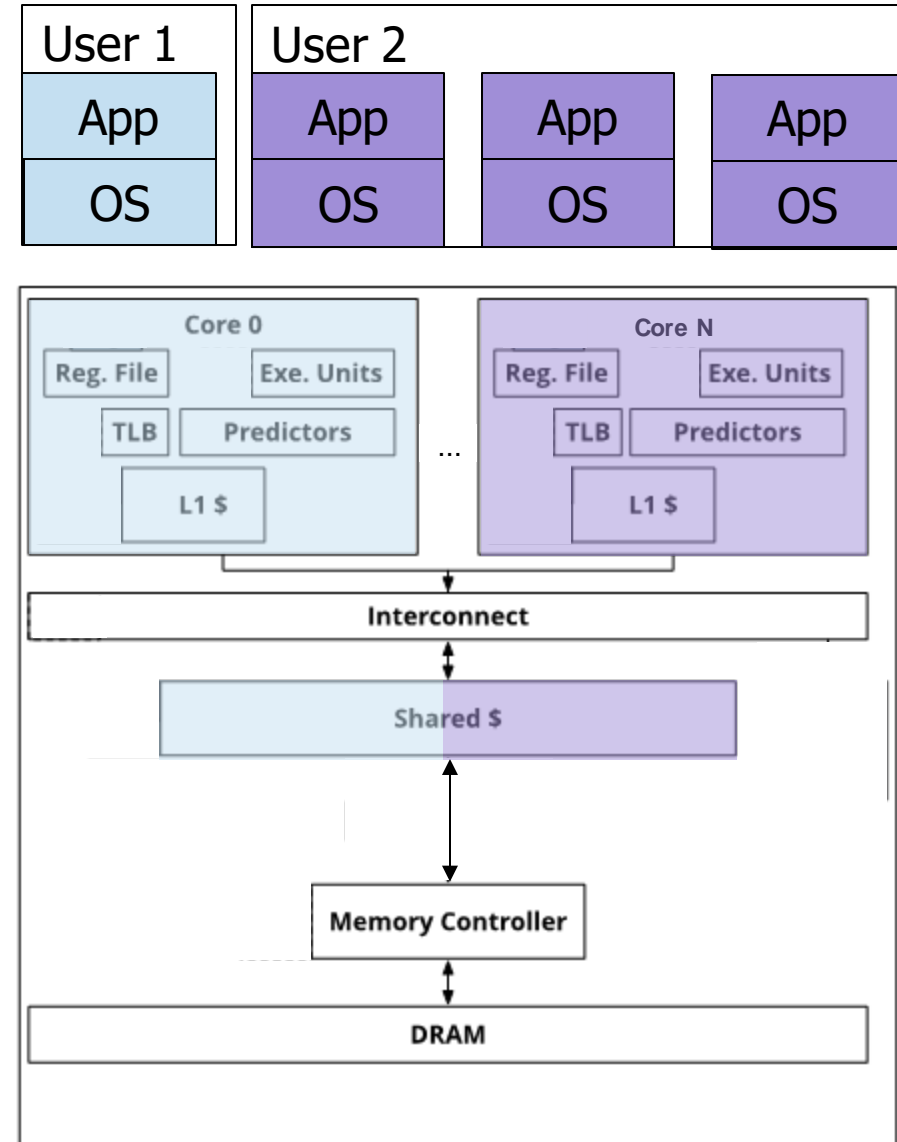 User 1
User 2
App
App
App
App
OS
OS
OS
OS
Core 0
Core N
Reg. File
Exe. Units
Reg. File
Exe. Units
TLB
Predictors
...
TLB
Predictors
L1 $
L1 $
Interconnect
Shared $
Memory Controller
DRAM